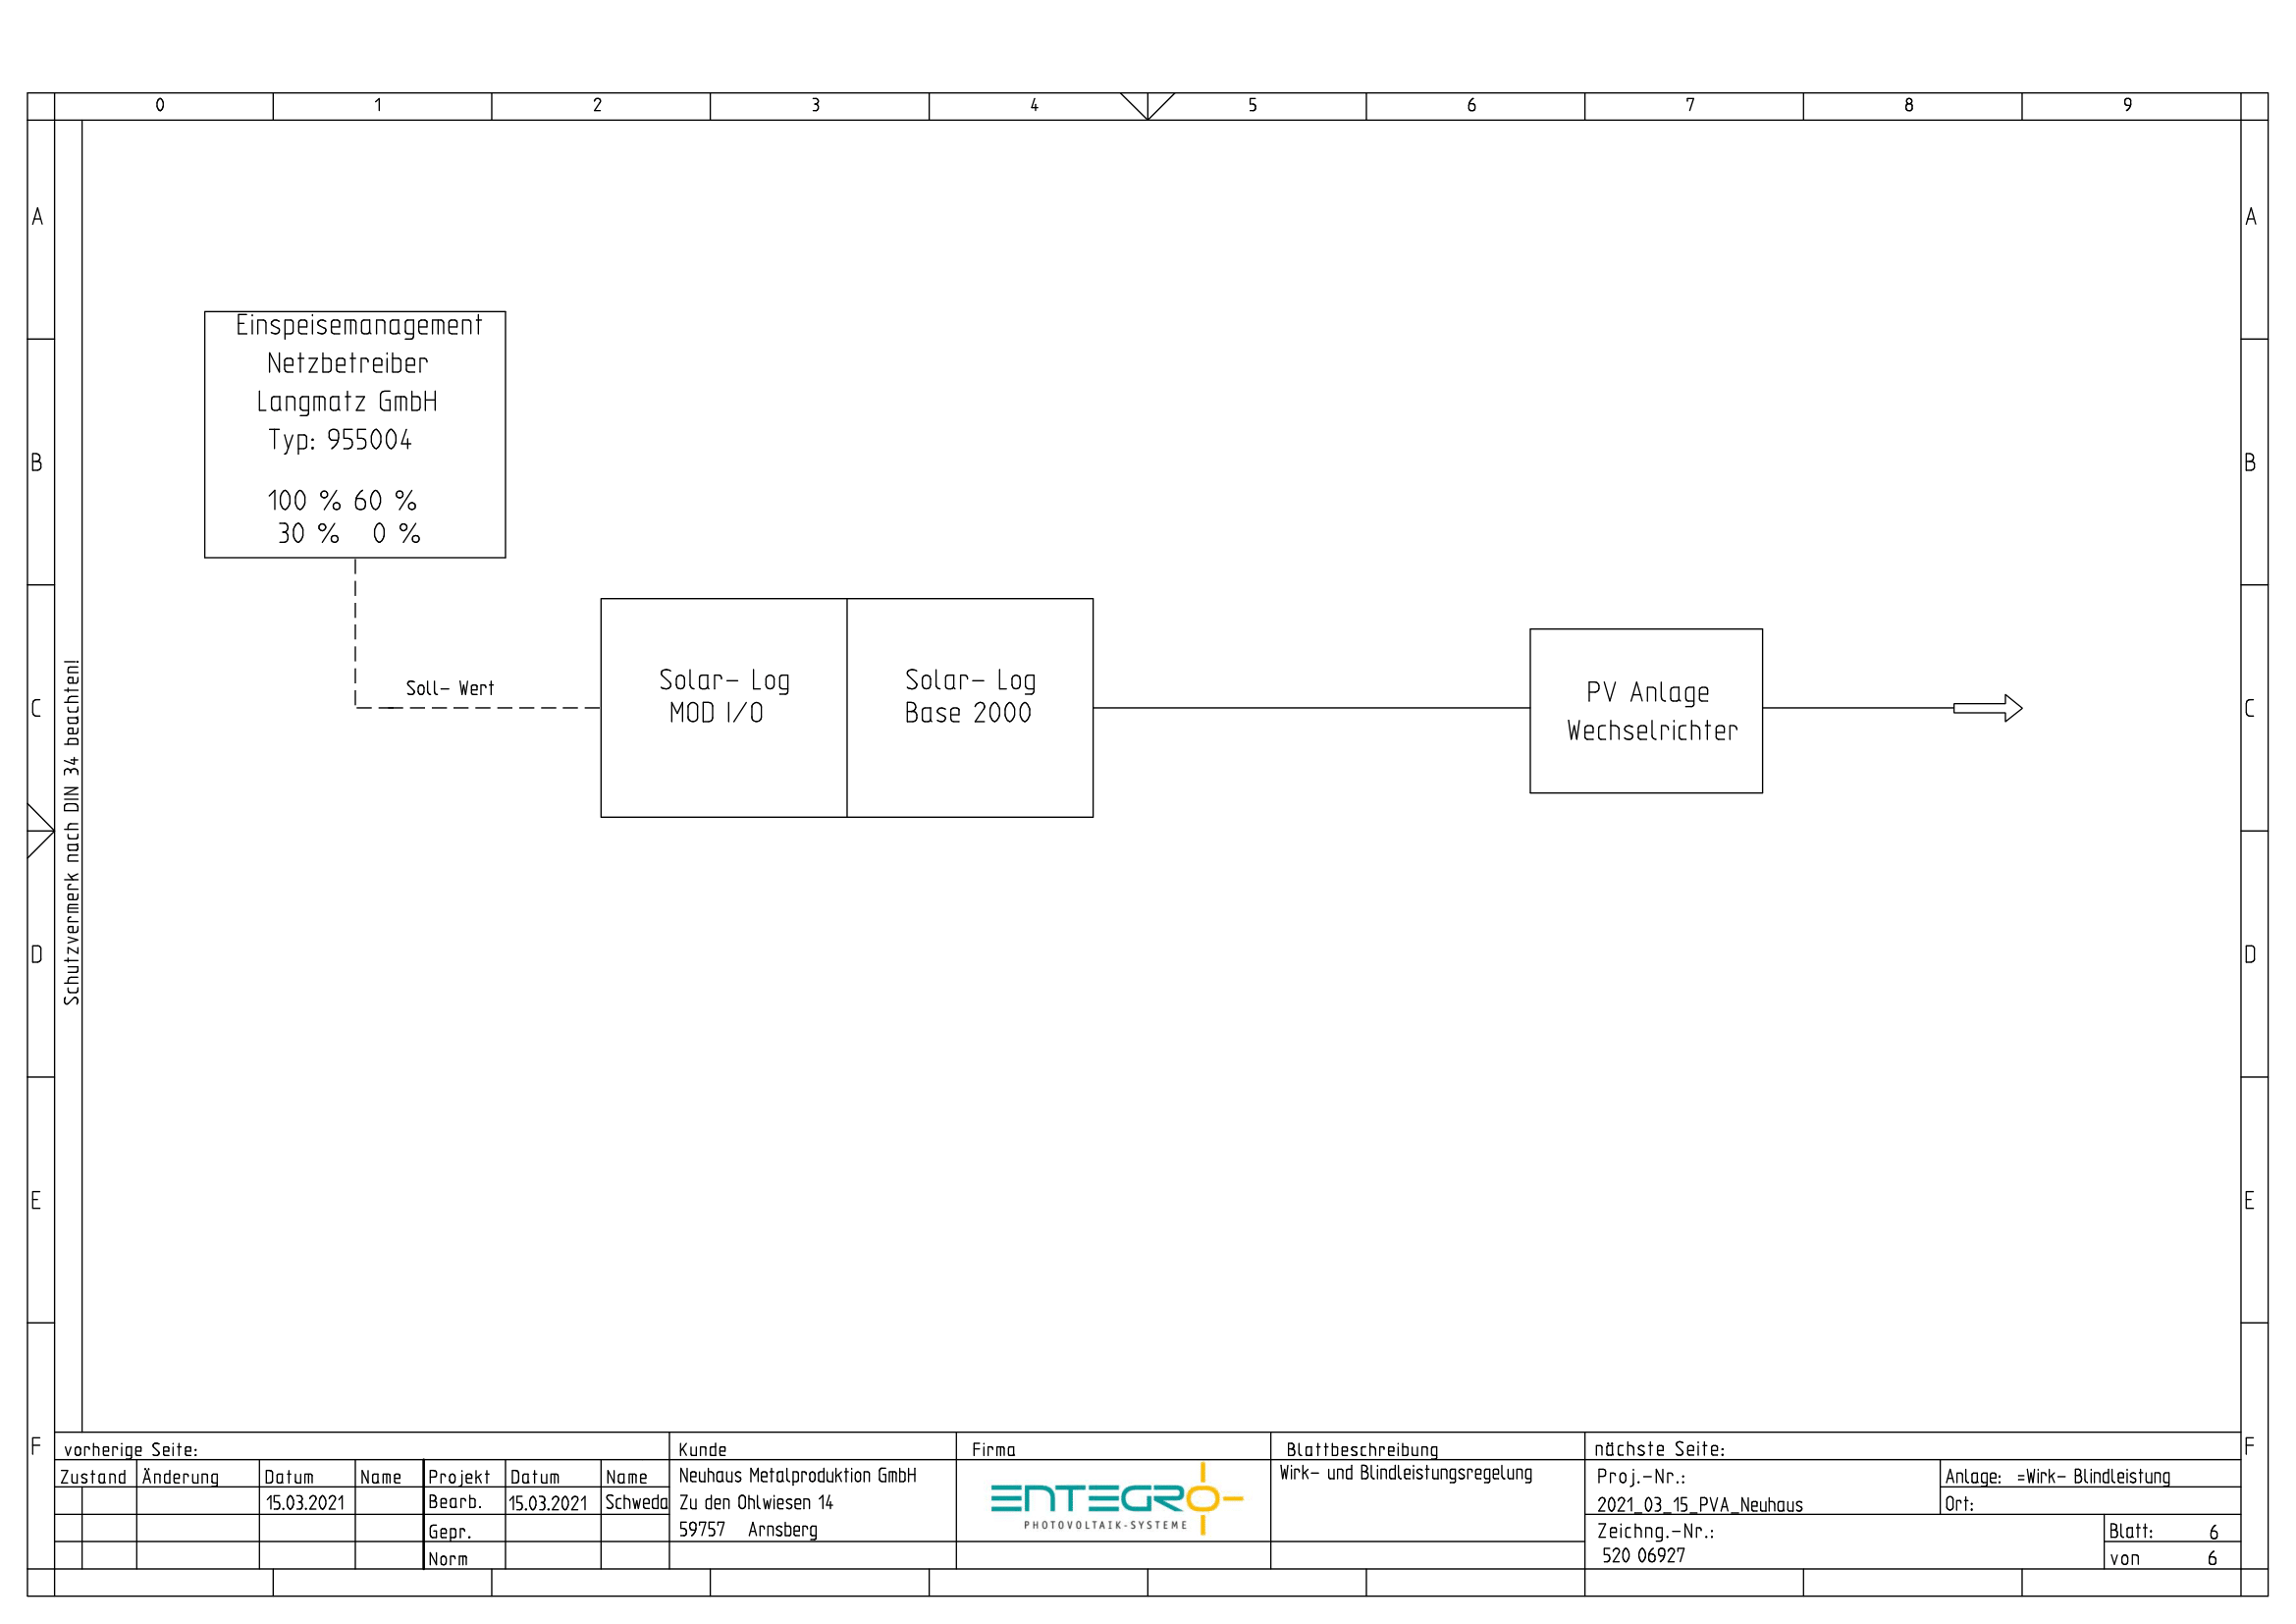 0 1 2 3 4 5 6 7 8 9
A A
Einspeisemanagement
Netzbetreiber
Langmatz GmbH
Typ: 955004
B B
100 % 60 %
30 % 0 %
Soll- Wert
Solar- Log
MOD I/O
Solar- Log
Base 2000
PV Anlage
Wechselrichter
C C
Schutzvermerk nach DIN 34 beachten!
D D
E E
F F
vorherige Seite:
Zustand Änderung Datum Name Projekt Datum Name
15.03.2021 Bearb. 15.03.2021 Schweda
Gepr.
Norm
Kunde
Neuhaus Metalproduktion GmbH
Zu den Ohlwiesen 14
59757 Arnsberg
Firma
ENTEGRO
PHOTOVOLTAIK-SYSTEME
Blattbeschreibung
Wirk- und Blindleistungsregelung
nächste Seite:
Proj.-Nr.:
2021_03_15_PVA_Neuhaus
Anlage: =Wirk- Blindleistung
Ort:
Zeichng.-Nr.:
520 06927
Blatt: 6
von 6